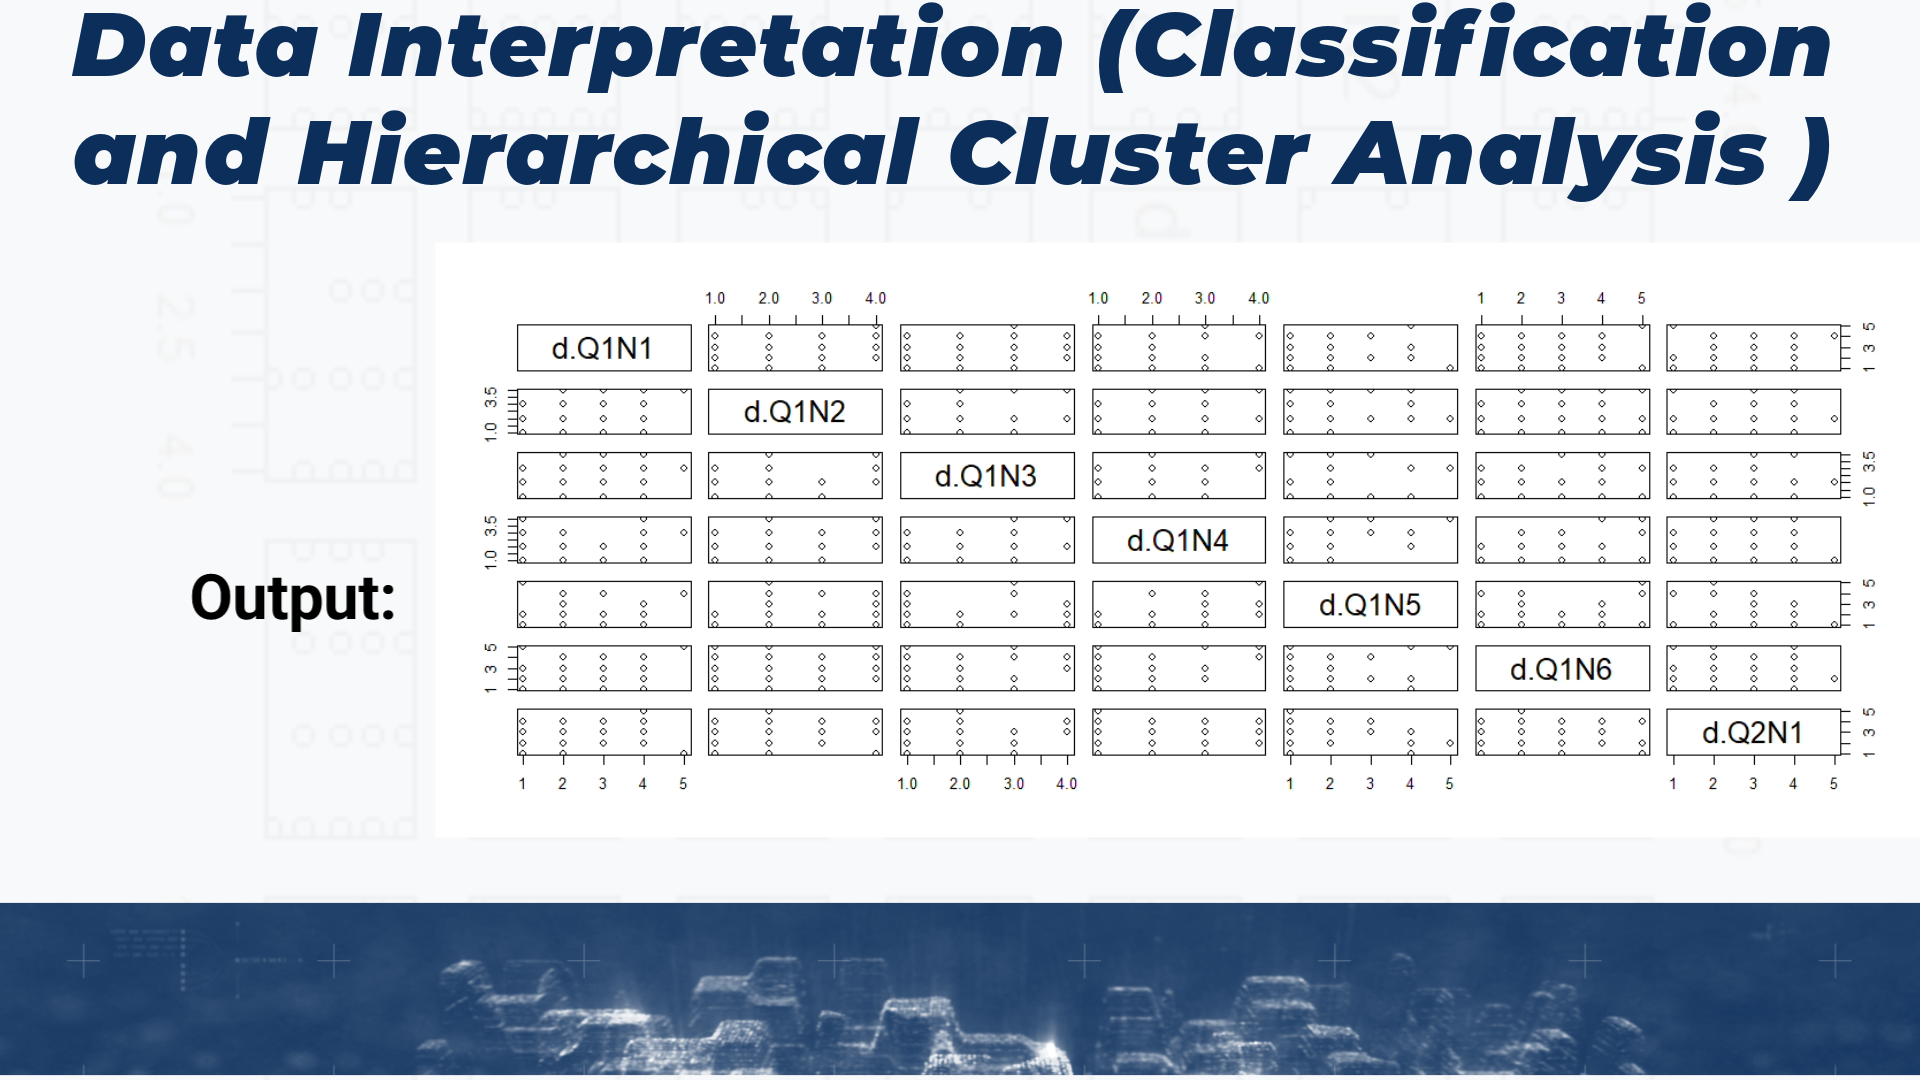 Data Interpretation (Classification
and Hierarchical Cluster Analysis )
1.0 2.0 3.0 4.0 1.0 2.0 3.0 4.0 1 2 3 4 5
d.Q1N1 1 3 5
1.0 3.5 d.Q1N2
d.Q1N3 1.0 3.5
1.0 3.5 d.Q1N4
Output:
d.Q1N5 1 3 5
1 3 5 d.Q1N6
d.Q2N1 1 3 5
1 2 3 4 5 1.0 2.0 3.0 4.0 1 2 3 4 5 1 2 3 4 5